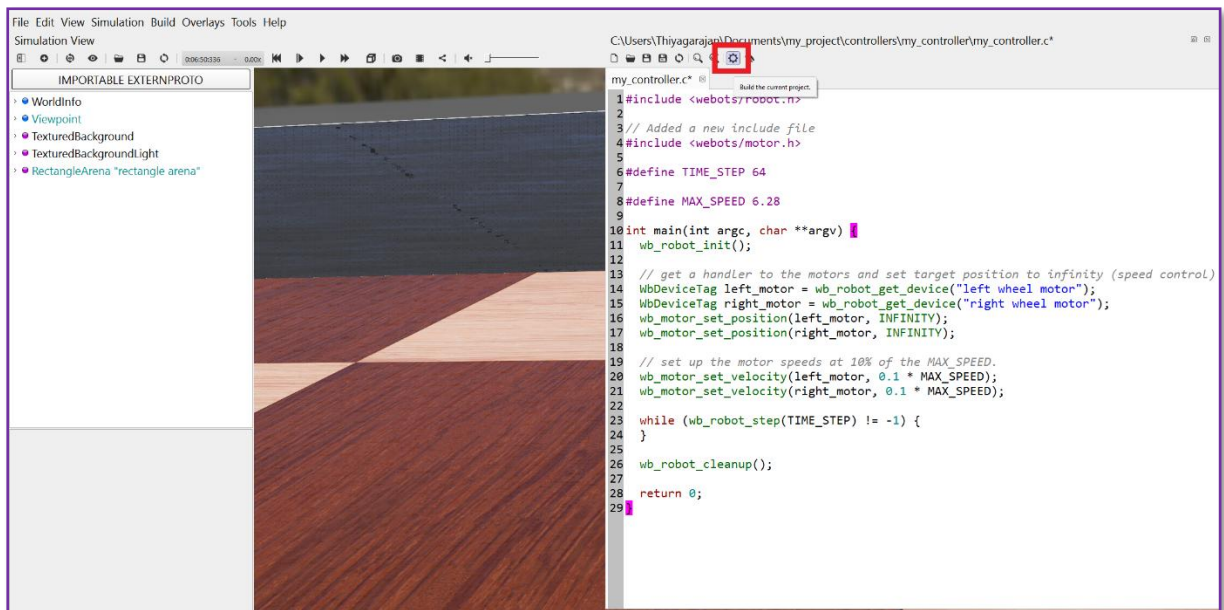 File Edit View Simulation Build Overlays Tools Help
Simulation View
0:06:50:336 - 0.00x
IMPORTABLE EXTERNPROTO
WorldInfo
Viewpoint
TexturedBackground
TexturedBackgroundLight
RectangleArena "rectangle arena"
C:\Users\Thiyagarajan\Documents\my_project\controllers\my_controller\my_controller.c*
my_controller.c*
Build the current project.
1 #include <webots/robot.h>
2
3 // Added a new include file
4 #include <webots/motor.h>
5
6 #define TIME_STEP 64
7
8 #define MAX_SPEED 6.28
9
10 int main(int argc, char **argv) {
11 wb_robot_init();
12
13 // get a handler to the motors and set target position to infinity (speed control)
14 WbDeviceTag left_motor = wb_robot_get_device("left wheel motor");
15 WbDeviceTag right_motor = wb_robot_get_device("right wheel motor");
16 wb_motor_set_position(left_motor, INFINITY);
17 wb_motor_set_position(right_motor, INFINITY);
18
19 // set up the motor speeds at 10% of the MAX_SPEED.
20 wb_motor_set_velocity(left_motor, 0.1 * MAX_SPEED);
21 wb_motor_set_velocity(right_motor, 0.1 * MAX_SPEED);
22
23 while (wb_robot_step(TIME_STEP) != -1) {
24 }
25
26 wb_robot_cleanup();
27
28 return 0;
29 }